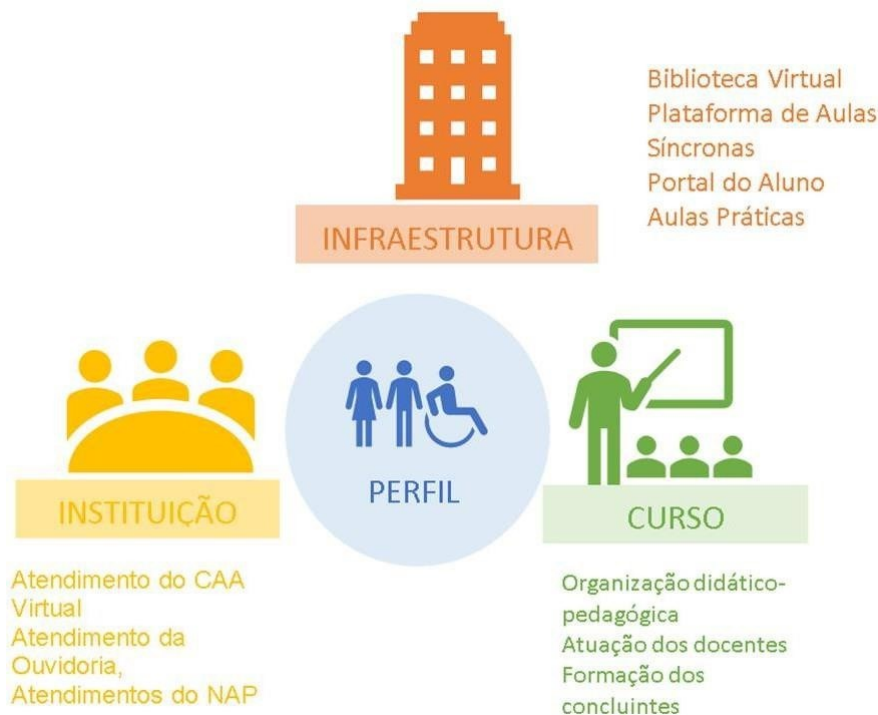 Biblioteca Virtual
Plataforma de Aulas
Síncronas
Portal do Aluno
Aulas Práticas
INFRAESTRUTURA
PERFIL
INSTITUIÇÃO
Atendimento do CAA
Virtual
Atendimento da
Ouvidoria,
Atendimentos do NAP
CURSO
Organização didático-
pedagógica
Atuação dos docentes
Formação dos
concluintes